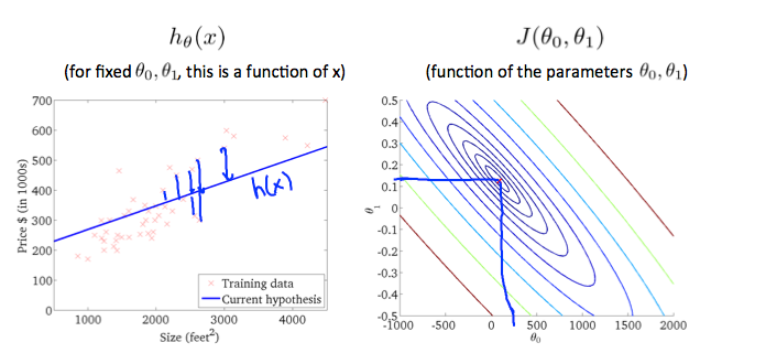 hθ(x)
(for fixed θ₀, θ₁, this is a function of x)
700
600
500
400
300
200
100
0
Price $ (in 1000s)
1000
2000
3000
4000
Size (feet²)
h(x)
× Training data
Current hypothesis
J(θ₀, θ₁)
(function of the parameters θ₀, θ₁)
0.5
0.4
0.3
0.2
0.1
0
-0.1
-0.2
-0.3
-0.4
-0.5
θ₁
-1000
-500
0
500
1000
1500
2000
θ₀